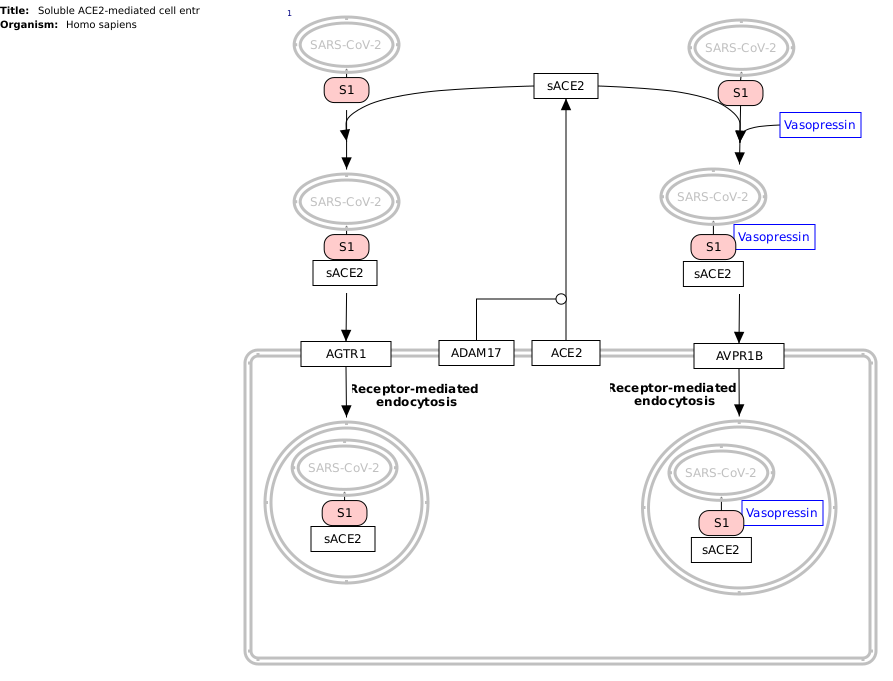 Title: Soluble ACE2-mediated cell entr
Organism: Homo sapiens
1
SARS-CoV-2
S1
SARS-CoV-2
S1
sACE2
Vasopressin
SARS-CoV-2
S1
sACE2
SARS-CoV-2
S1
Vasopressin
sACE2
AGTR1
ADAM17
ACE2
AVPR1B
Receptor-mediated
endocytosis
Receptor-mediated
endocytosis
SARS-CoV-2
S1
sACE2
SARS-CoV-2
S1
Vasopressin
sACE2